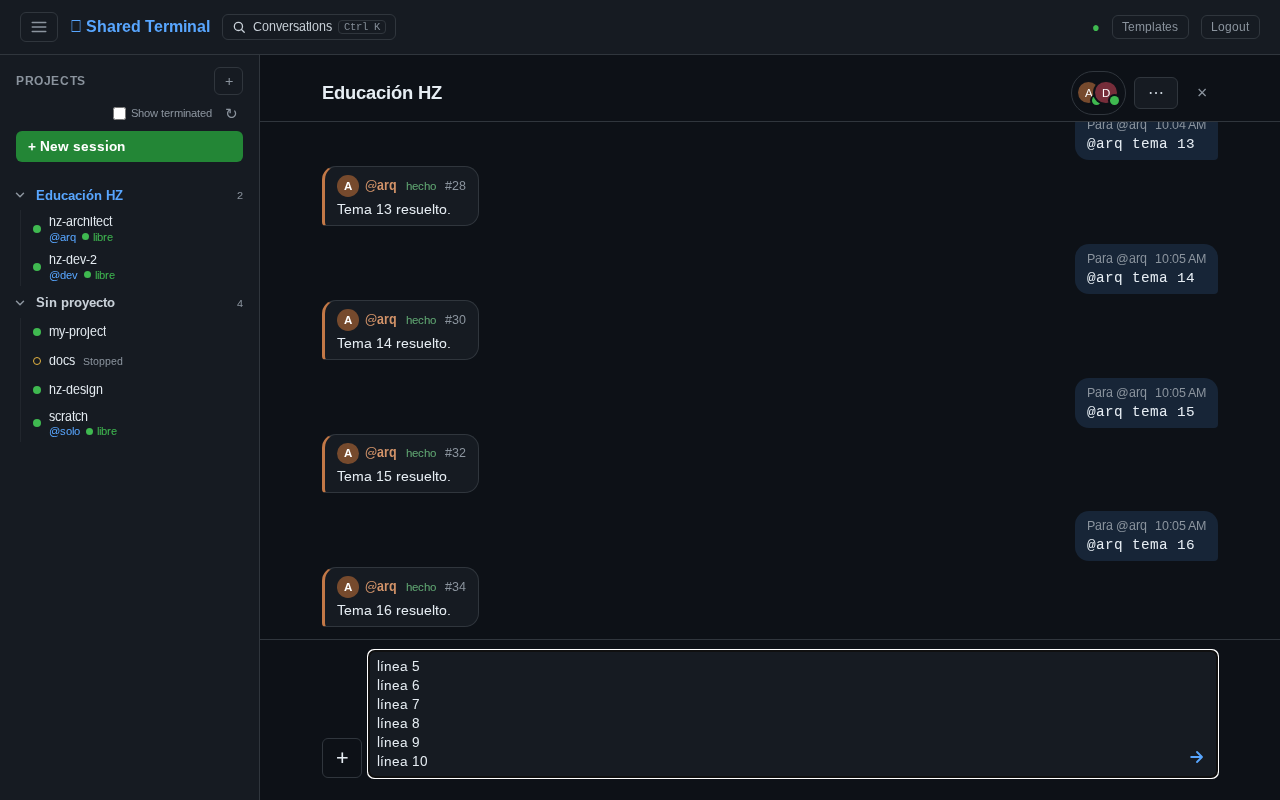 Shared Terminal
Conversations Ctrl K
Templates
Logout
PROJECTS
+
Show terminated
+ New session
Educación HZ 2
hz-architect
@arq libre
hz-dev-2
@dev libre
Sin proyecto 4
my-project
docs Stopped
hz-design
scratch
@solo libre
Educación HZ
A D
...
×
Para @arq 10:04 AM
@arq tema 13
A @arq hecho #28
Tema 13 resuelto.
Para @arq 10:05 AM
@arq tema 14
A @arq hecho #30
Tema 14 resuelto.
Para @arq 10:05 AM
@arq tema 15
A @arq hecho #32
Tema 15 resuelto.
Para @arq 10:05 AM
@arq tema 16
A @arq hecho #34
Tema 16 resuelto.
línea 5
línea 6
línea 7
línea 8
línea 9
línea 10
+